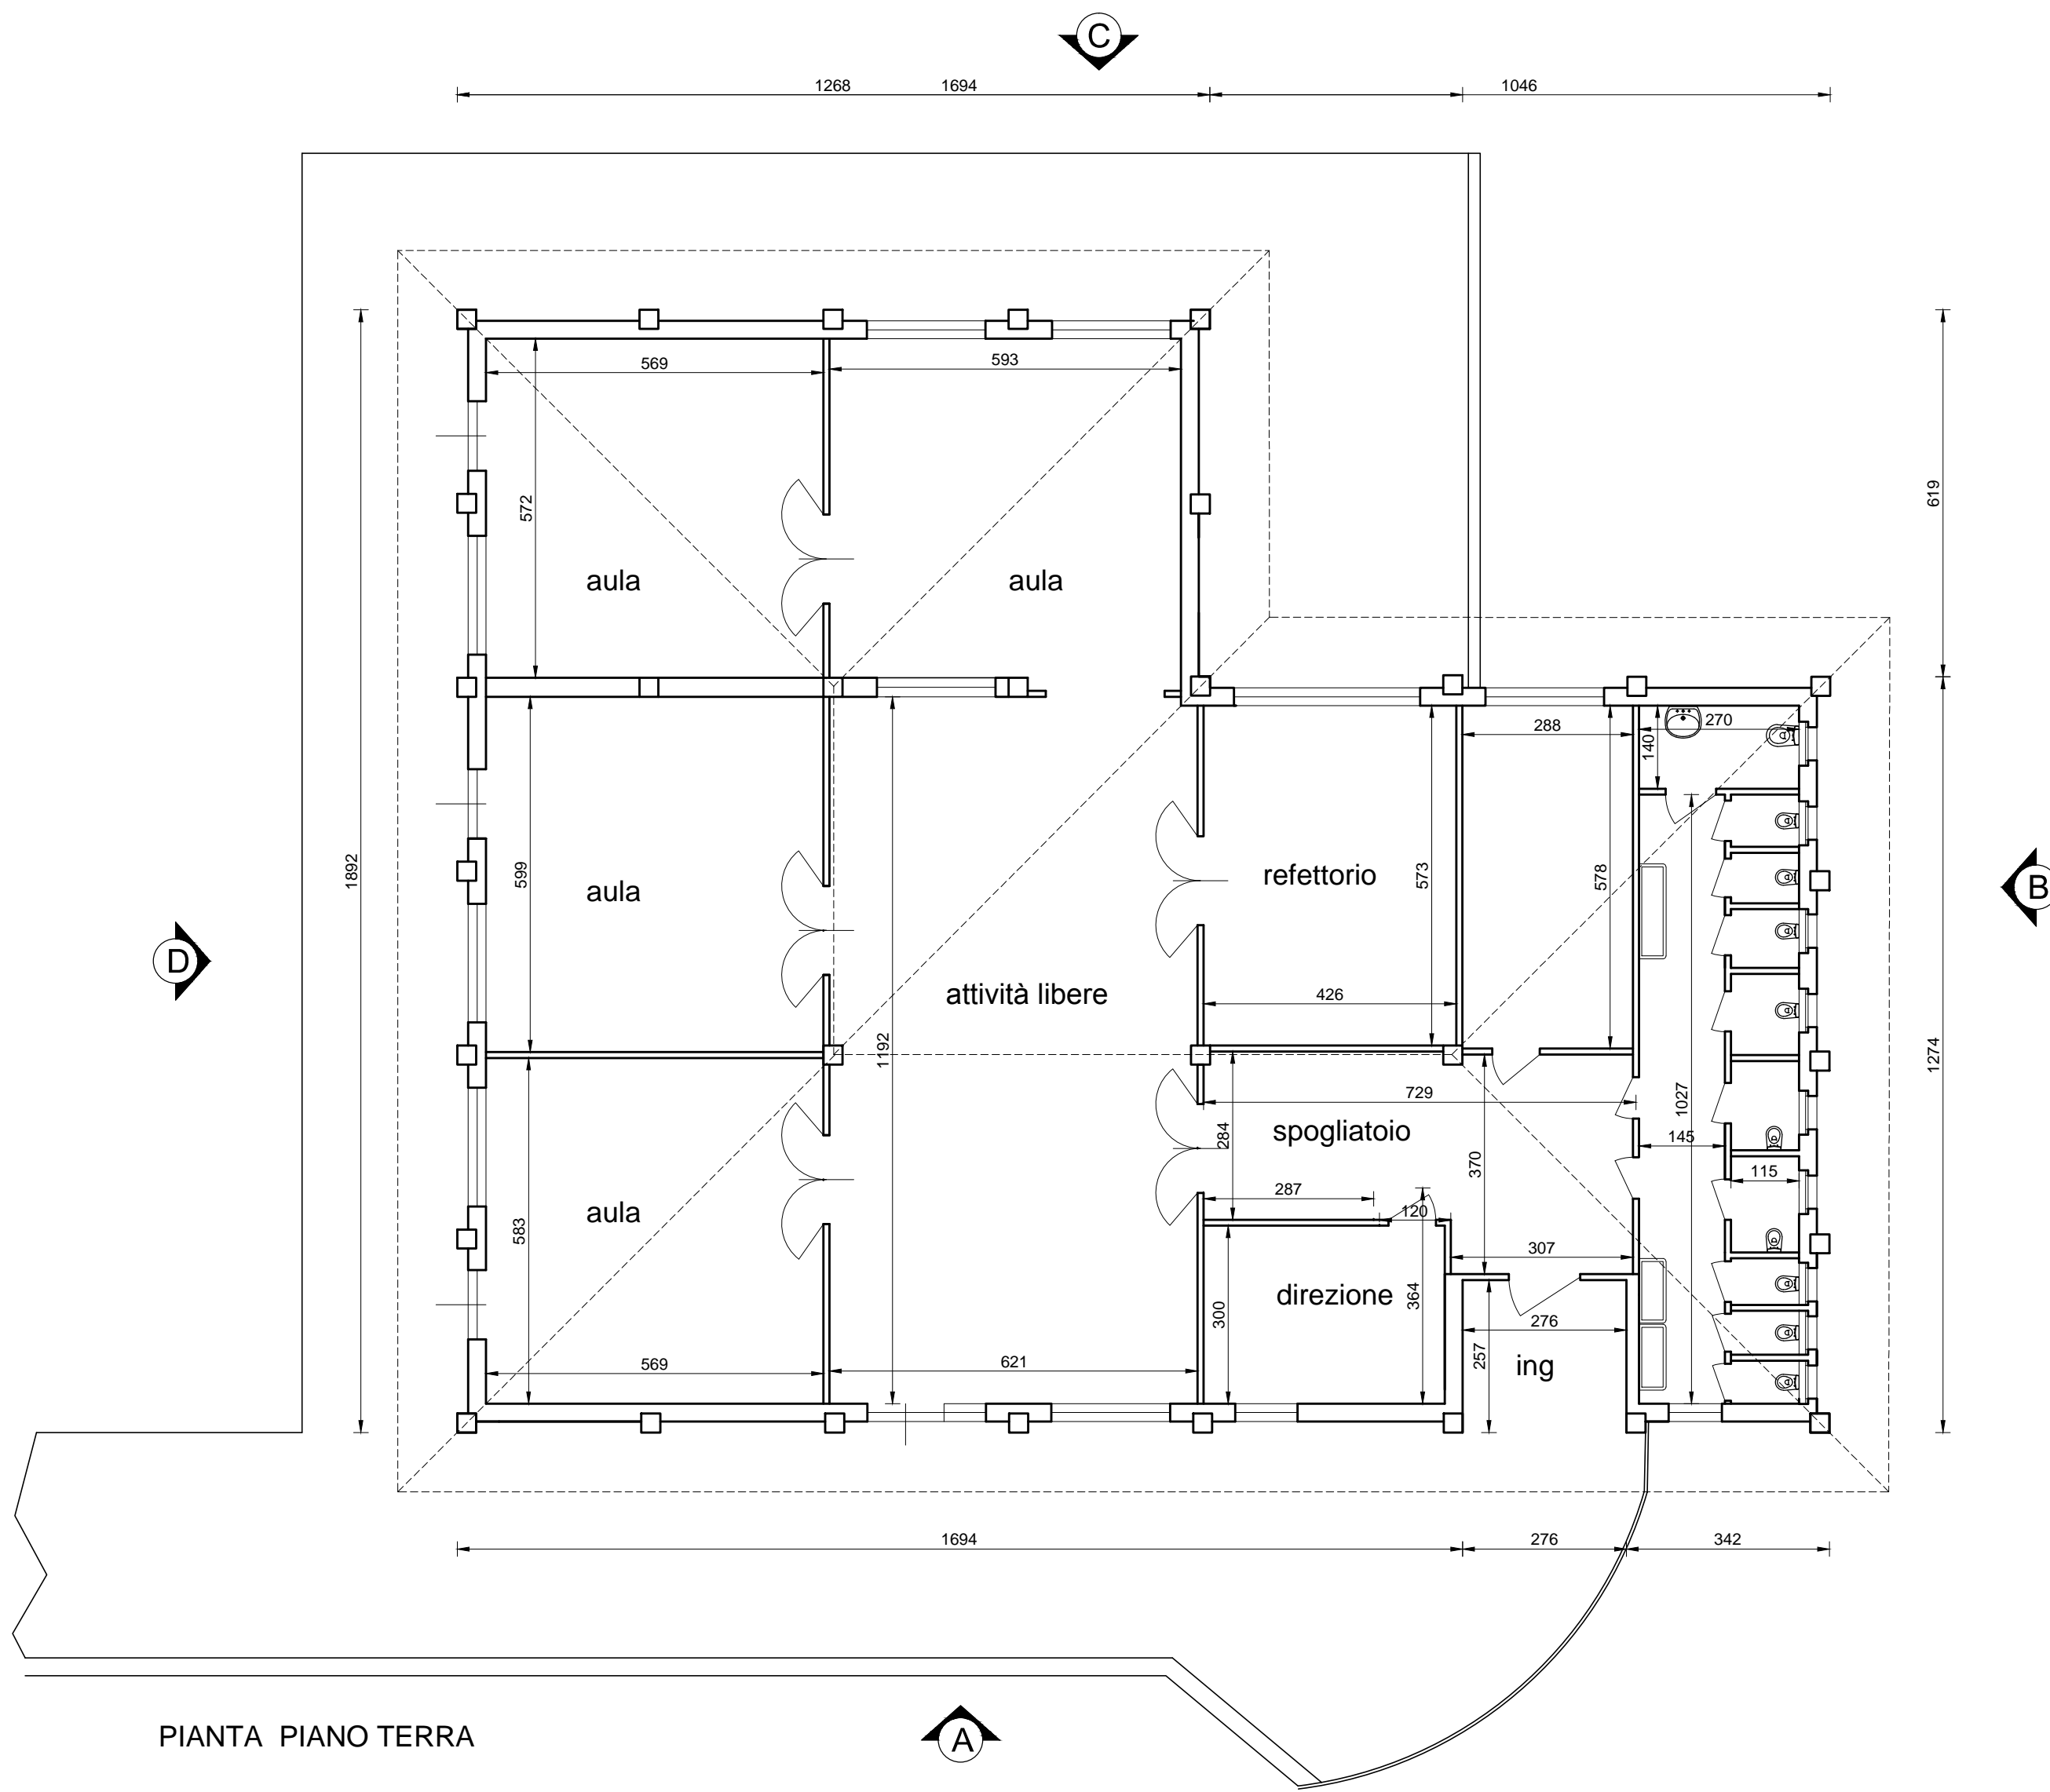 C
1268 1694 1046
569 593
572
619
aula aula
288 270
140
1892
599
aula
refettorio
573
578
B
D
attività libere
426
1192
1274
729
1027
spogliatoio
284
145
370
115
287
120
aula
583
307
direzione
364
300
276
257
569
621
ing
1694 276 342
PIANTA PIANO TERRA
A